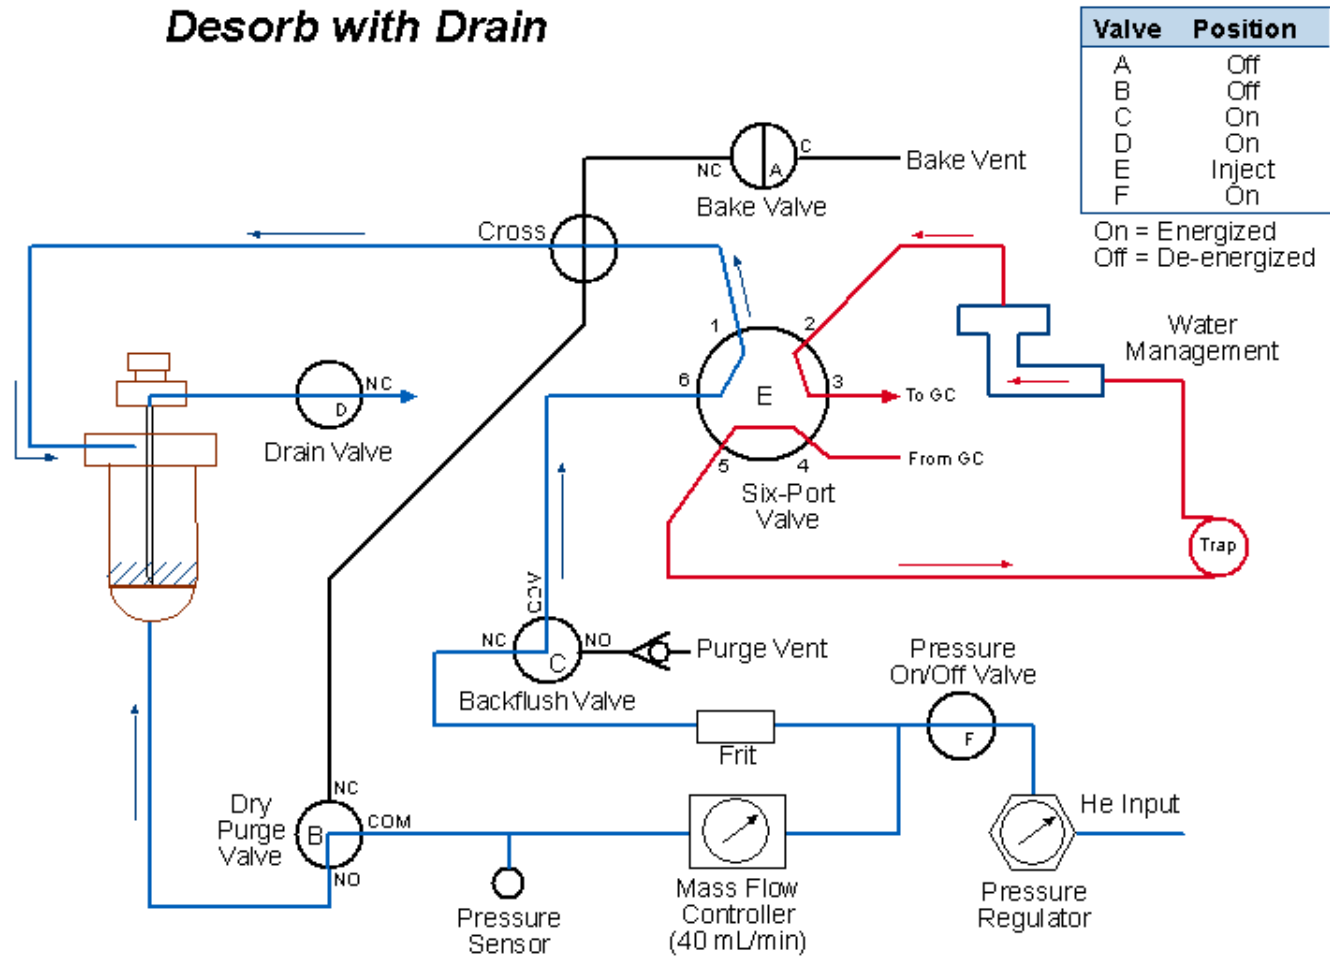 Desorb with Drain
Valve Position
A Off
B Off
C On
D On
E Inject
F On
On = Energized
Off = De-energized
NC
A
C
Bake Vent
Bake Valve
Cross
1
2
3
4
5
6
E
To GC
From GC
Six-Port
Valve
Water
Management
Trap
NC
D
Drain Valve
COV
NC
NO
C
Purge Vent
Backflush Valve
Pressure
On/Off Valve
F
Frit
NC
Dry
Purge
Valve
B
COM
NO
He Input
Pressure
Sensor
Mass Flow
Controller
(40 mL/min)
Pressure
Regulator